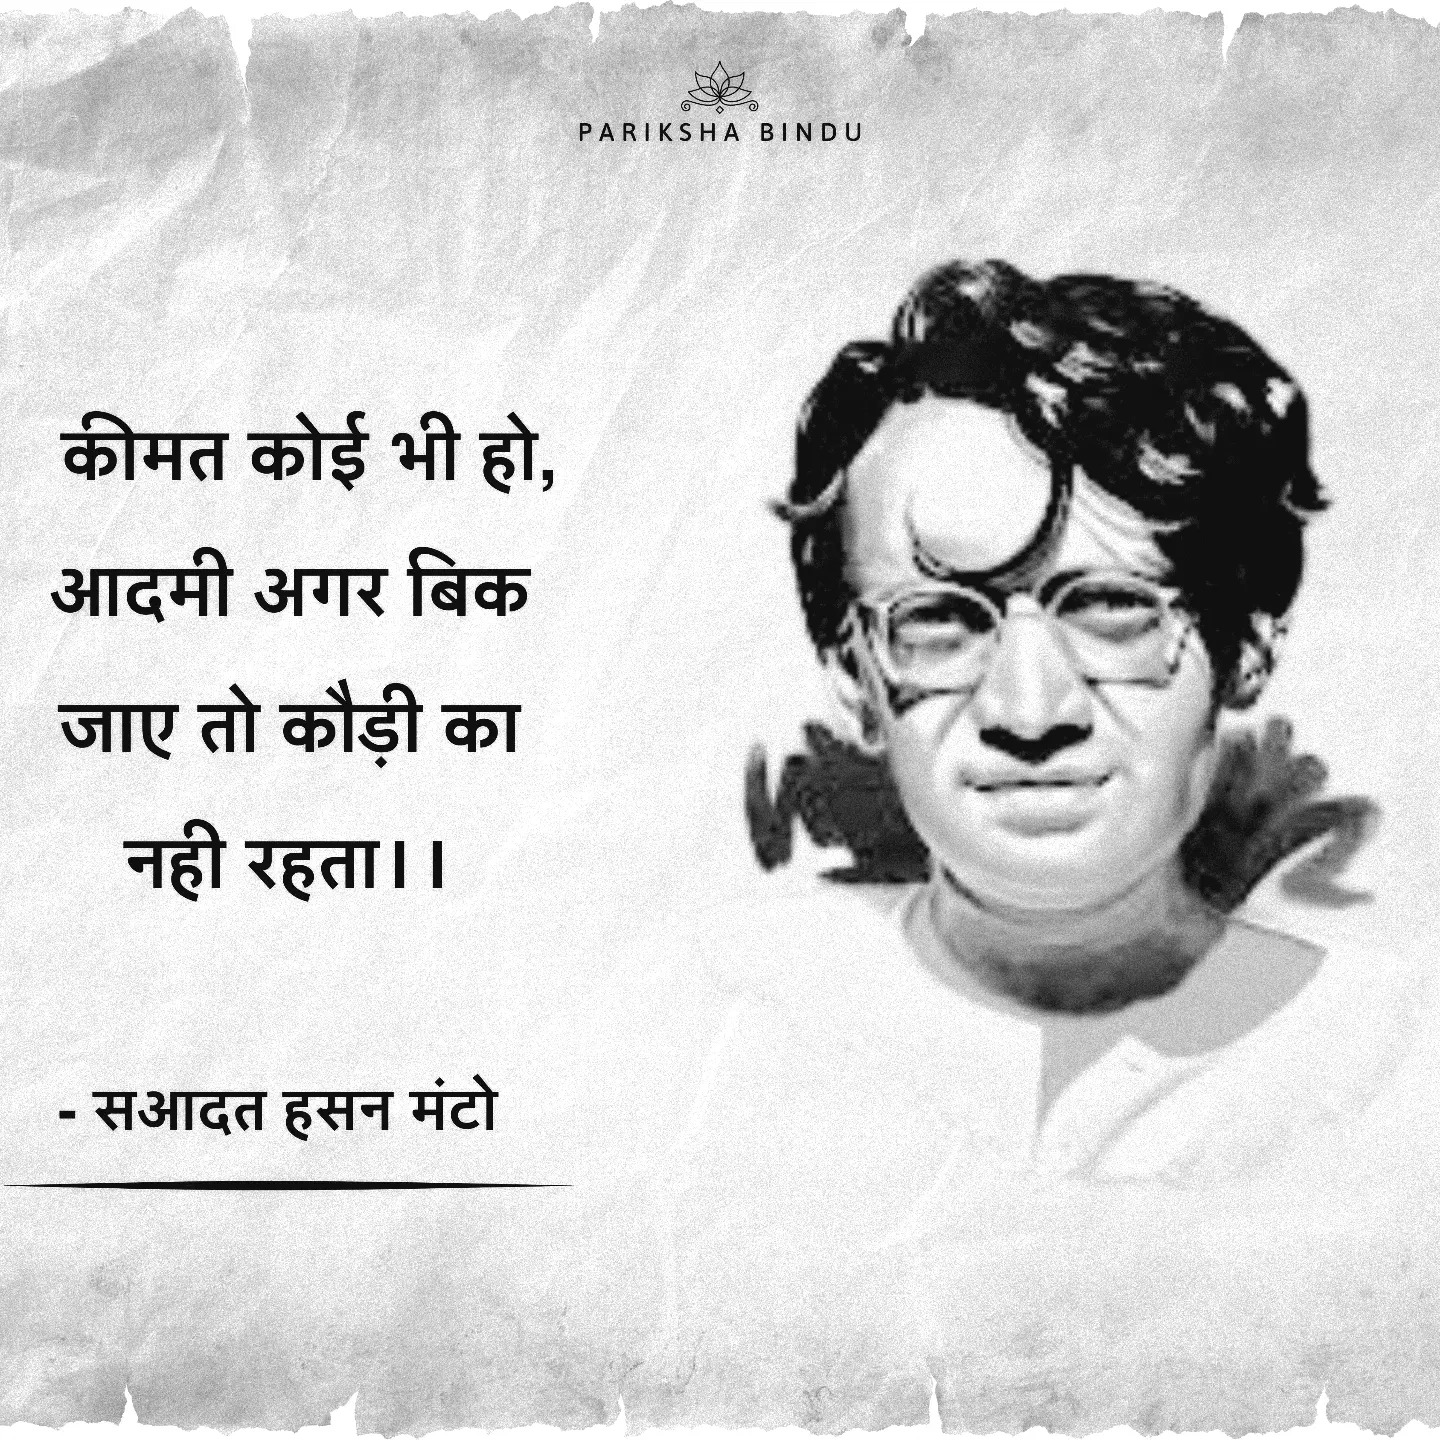 PARIKSHA BINDU
कीमत कोई भी हो,
आदमी अगर बिक
जाए तो कौड़ी का
नही रहता।।
- सआदत हसन मंटो